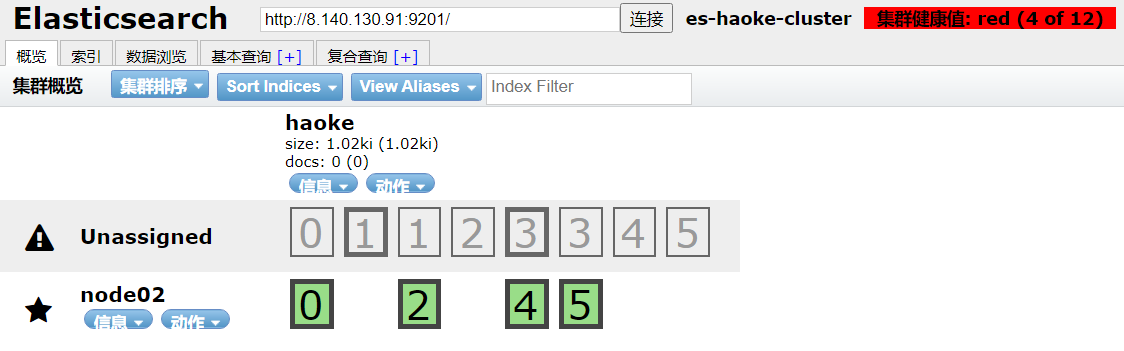 Elasticsearch http://8.140.130.91:9201/ 连接 es-haoke-cluster 集群健康值: red (4 of 12)
概览 索引 数据浏览 基本查询 [+] 复合查询 [+]
集群概览 集群排序 Sort Indices View Aliases Index Filter
haoke
size: 1.02ki (1.02ki)
docs: 0 (0)
信息 动作
Unassigned 0 1 1 2 3 3 4 5
node02 0 2 4 5
信息 动作